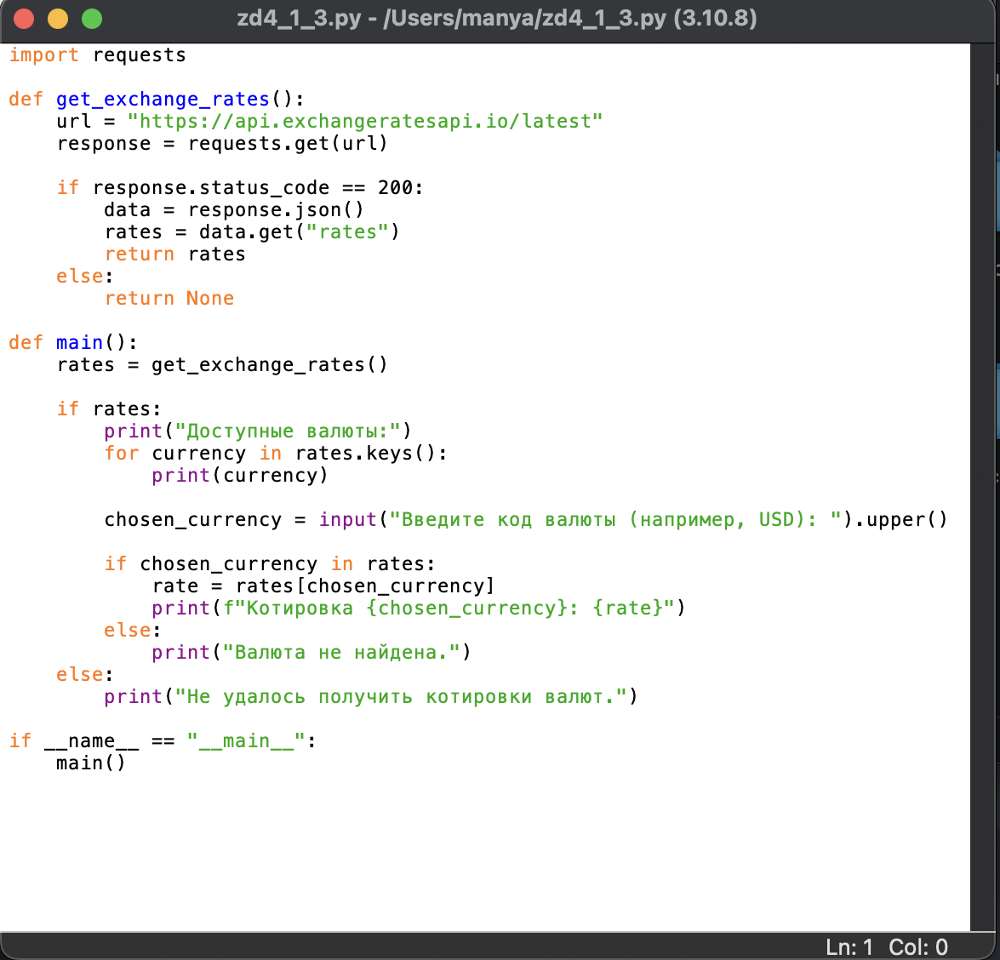 zd4_1_3.py - /Users/manya/zd4_1_3.py (3.10.8)
import requests
def get_exchange_rates():
    url = "https://api.exchangeratesapi.io/latest"
    response = requests.get(url)
    if response.status_code == 200:
        data = response.json()
        rates = data.get("rates")
        return rates
    else:
        return None
def main():
    rates = get_exchange_rates()
    if rates:
        print("Доступные валюты:")
        for currency in rates.keys():
            print(currency)
        chosen_currency = input("Введите код валюты (например, USD): ").upper()
        if chosen_currency in rates:
            rate = rates[chosen_currency]
            print(f"Котировка {chosen_currency}: {rate}")
        else:
            print("Валюта не найдена.")
    else:
        print("Не удалось получить котировки валют.")
if __name__ == "__main__":
    main()
Ln: 1 Col: 0